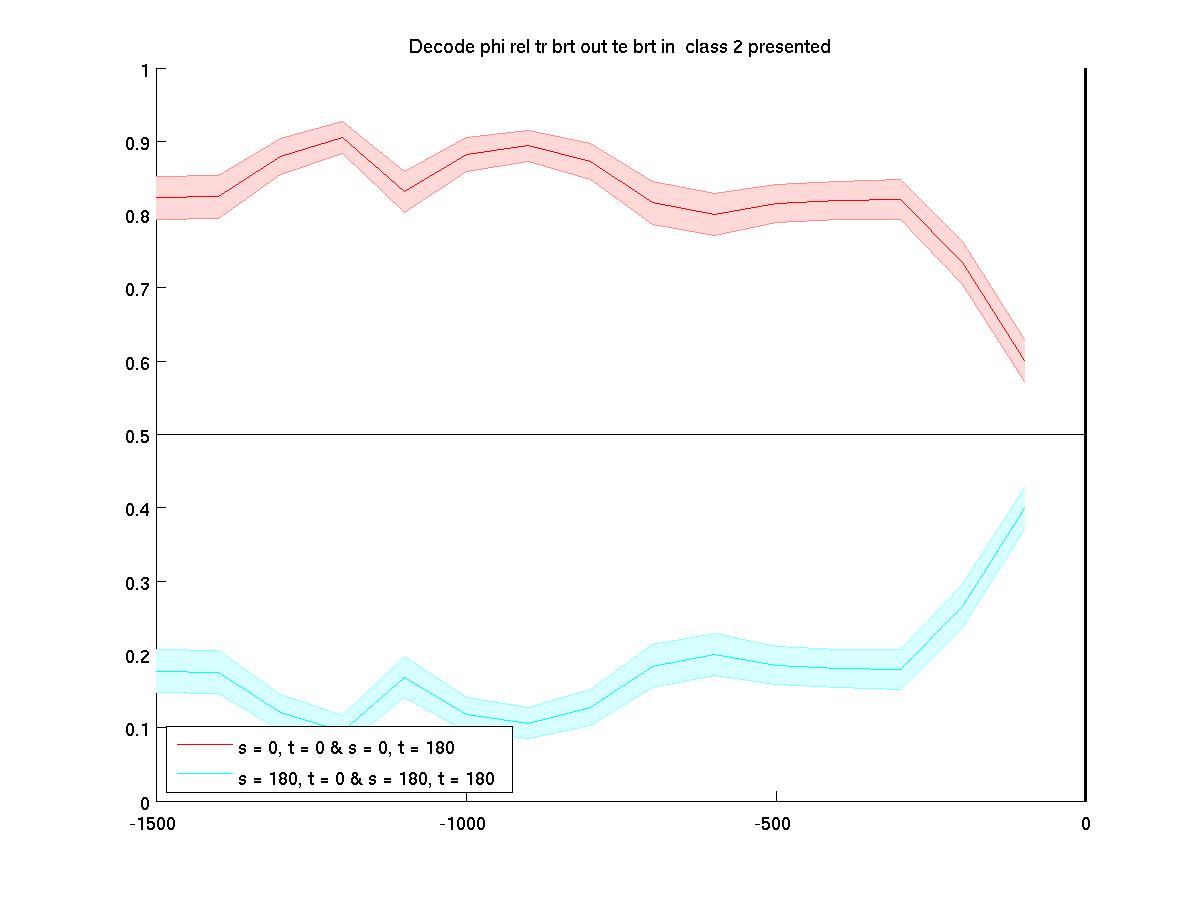 Decode phi rel tr brt out te brt in  class 2 presented
1
0.9
0.8
0.7
0.6
0.5
0.4
0.3
0.2
0.1
0
s = 0, t = 0 & s = 0, t = 180
s = 180, t = 0 & s = 180, t = 180
-1500 -1000 -500 0